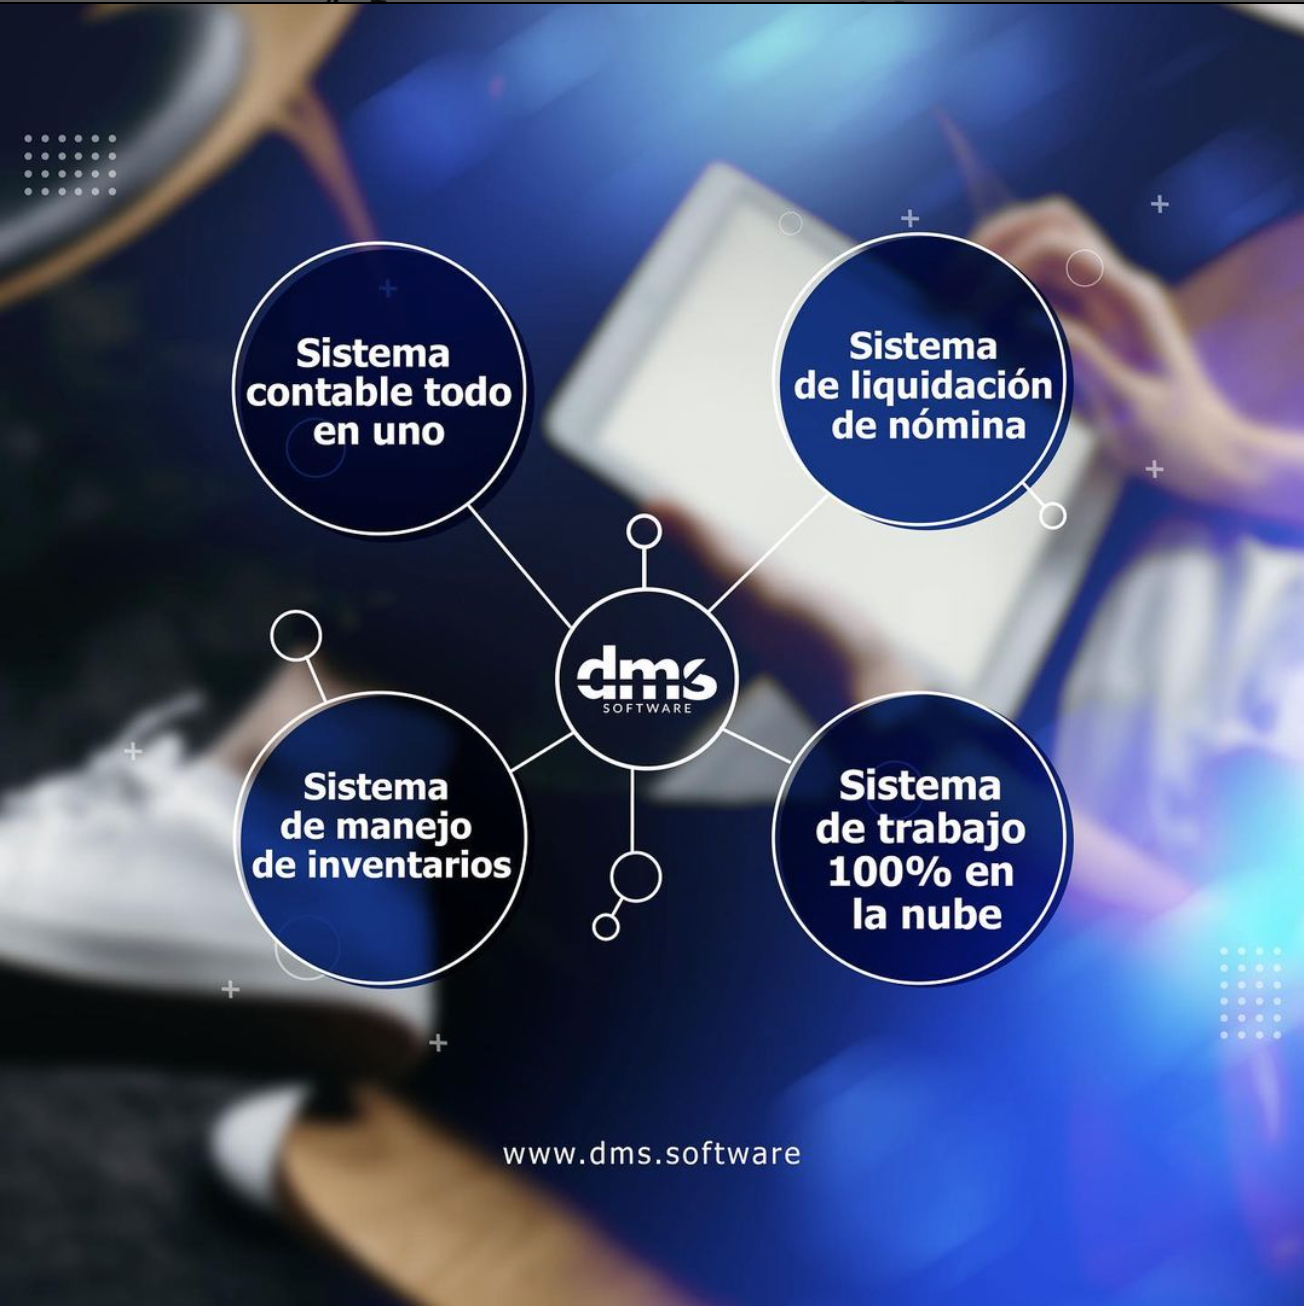 Sistema
contable todo
en uno
Sistema
de liquidación
de nómina
dms
SOFTWARE
Sistema
de manejo
de inventarios
Sistema
de trabajo
100% en
la nube
www.dms.software